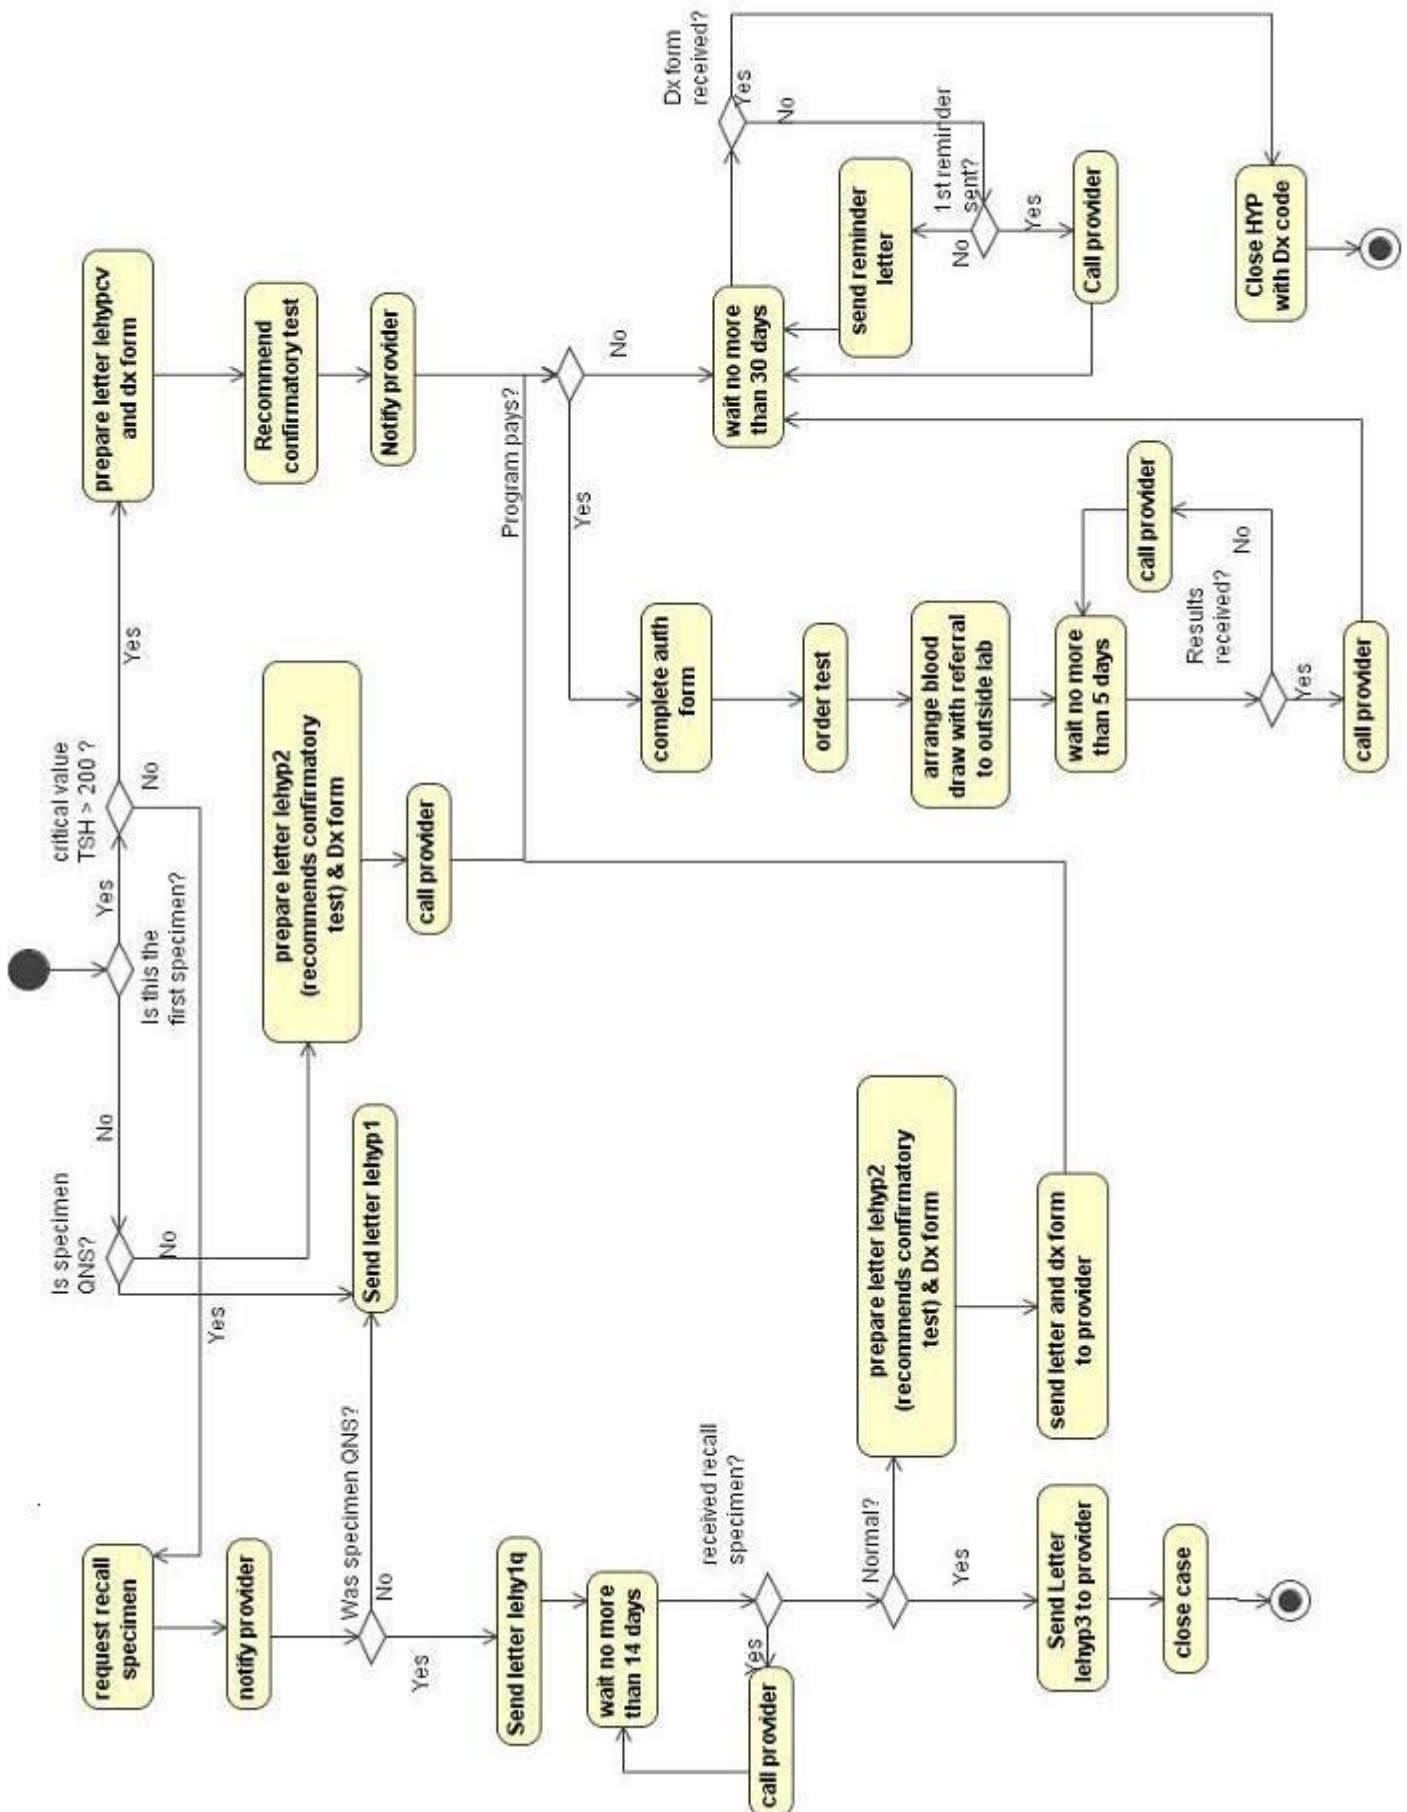 Is this the
first specimen?
Yes
No
critical value
TSH > 200 ?
Yes
No
prepare letter lehypcv
and dx form
Recommend
confirmatory test
Notify provider
Program pays?
Yes
No
Is specimen
QNS?
No
Yes
prepare letter lehyp2
(recommends confirmatory
test) & Dx form
call provider
Send letter lehyp1
request recall
specimen
notify provider
Was specimen QNS?
No
Yes
Send letter lehy1q
wait no more
than 14 days
received recall
specimen?
Yes
call provider
Normal?
Yes
prepare letter lehyp2
(recommends confirmatory
test) & Dx form
send letter and dx form
to provider
Send Letter
lehyp3 to provider
close case
complete auth
form
order test
arrange blood
draw with referral
to outside lab
wait no more
than 5 days
Results
received?
No
call provider
Yes
call provider
wait no more
than 30 days
Dx form
received?
Yes
No
1st reminder
sent?
No
Yes
send reminder
letter
Call provider
Close HYP
with Dx code